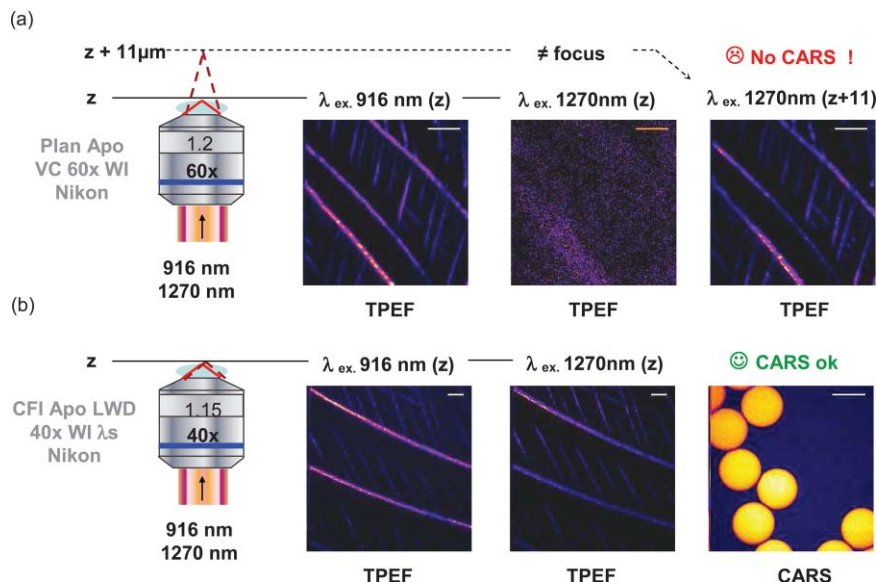 (a)
z + 11μm
≠ focus
☹ No CARS !
z
λ ex. 916 nm (z)
λ ex. 1270nm (z)
λ ex. 1270nm (z+11)
Plan Apo
VC 60x WI
Nikon
1.2
60x
916 nm
1270 nm
TPEF
TPEF
TPEF
(b)
z
λ ex. 916 nm (z)
λ ex. 1270nm (z)
☺ CARS ok
CFI Apo LWD
40x WI λs
Nikon
1.15
40x
916 nm
1270 nm
TPEF
TPEF
CARS